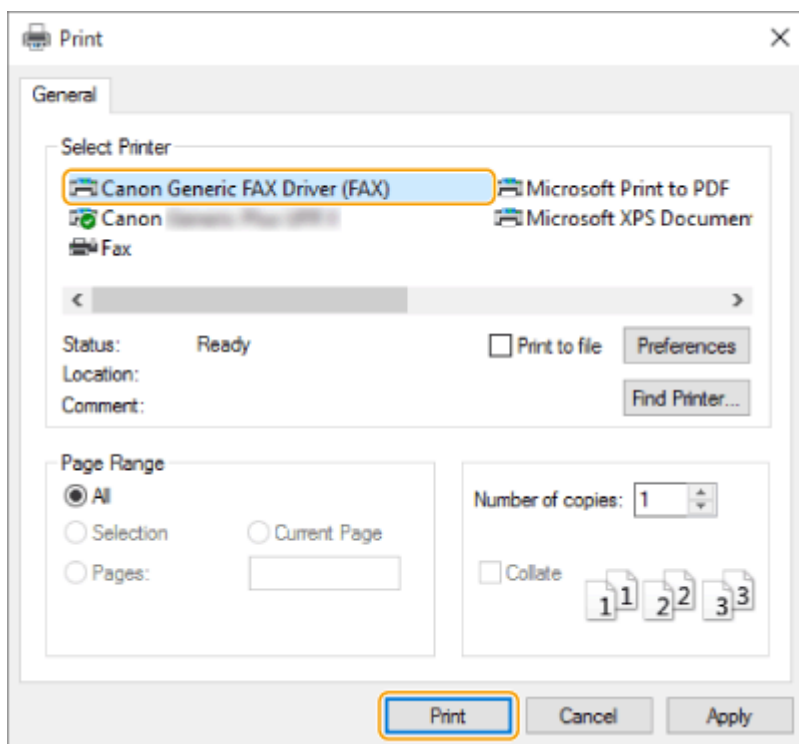 Print
General
Select Printer
Canon Generic FAX Driver (FAX)
Microsoft Print to PDF
Canon
Microsoft XPS Documen
Fax
Status: Ready
Print to file
Preferences
Location:
Comment:
Find Printer...
Page Range
All
Selection
Current Page
Pages:
Number of copies: 1
Collate
1 1 2 2 3 3
Print
Cancel
Apply